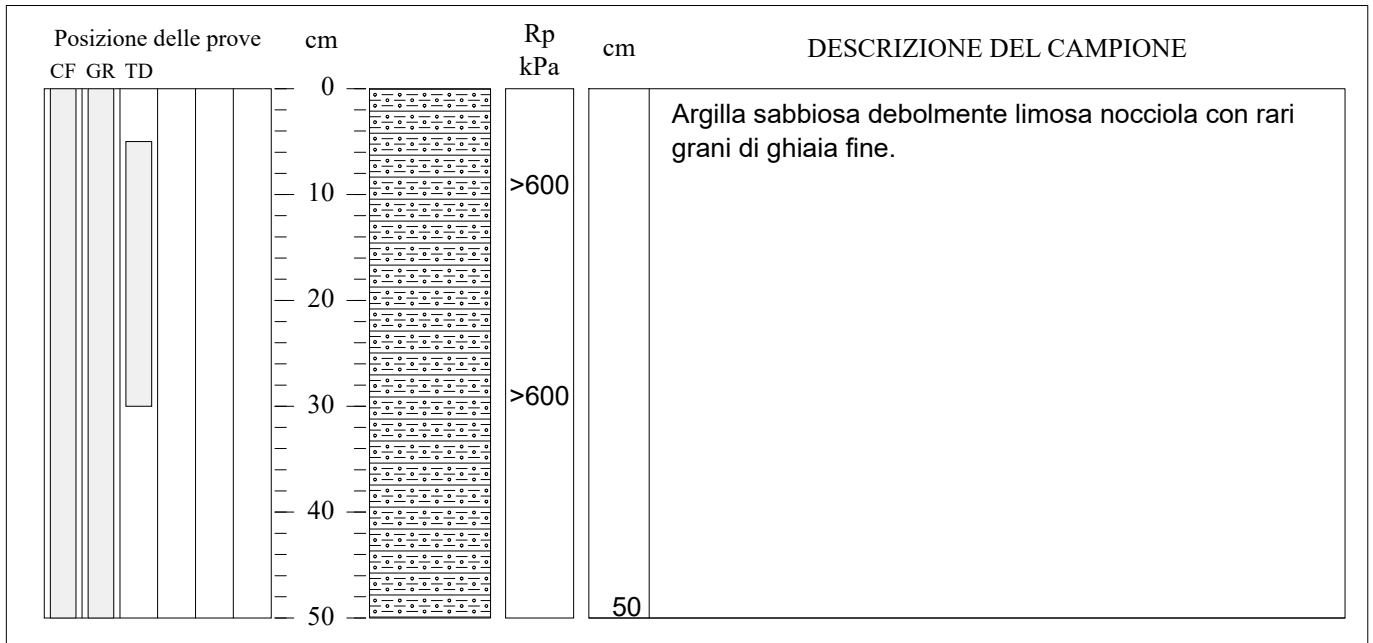 Posizione delle prove cm Rp kPa cm DESCRIZIONE DEL CAMPIONE
CF GR TD
0
Argilla sabbiosa debolmente limosa nocciola con rari
grani di ghiaia fine.
10 >600
20
30 >600
40
50 50